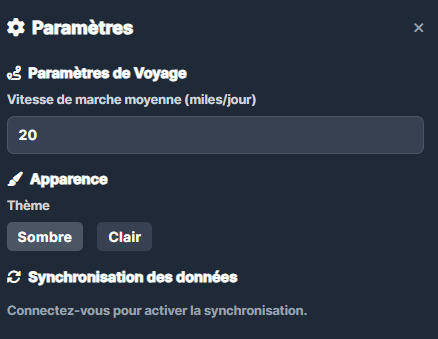 Paramètres
Paramètres de Voyage
Vitesse de marche moyenne (miles/jour)
20
Apparence
Thème
Sombre Clair
Synchronisation des données
Connectez-vous pour activer la synchronisation.